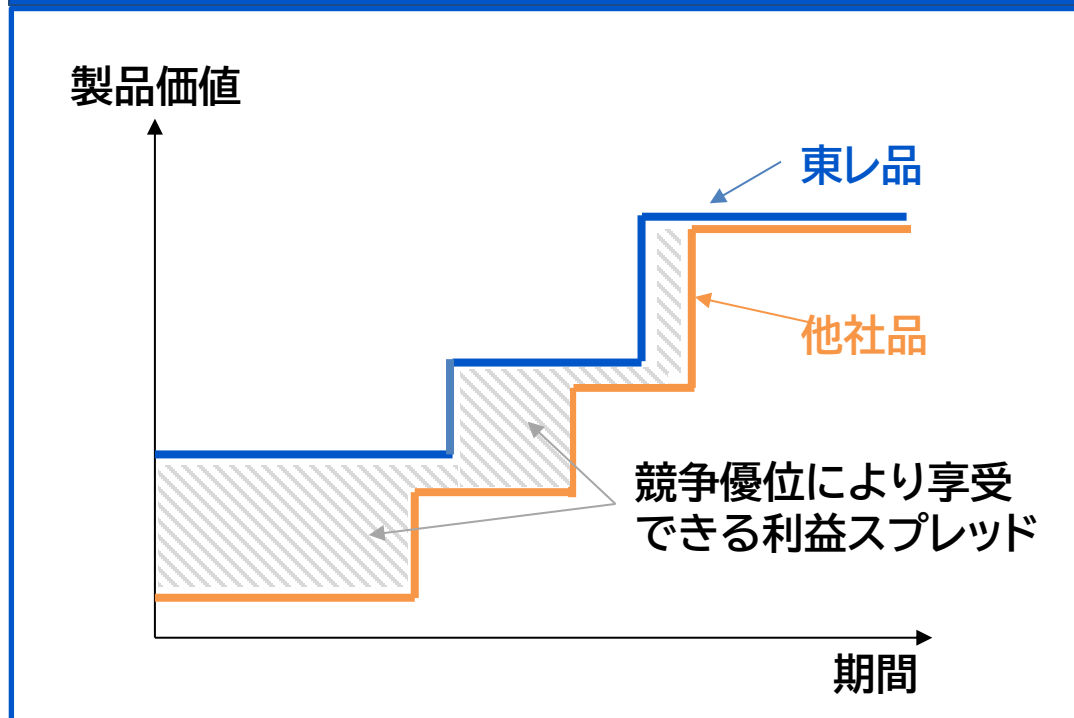 製品価値
東レ品
他社品
競争優位により享受
できる利益スプレッド
期間